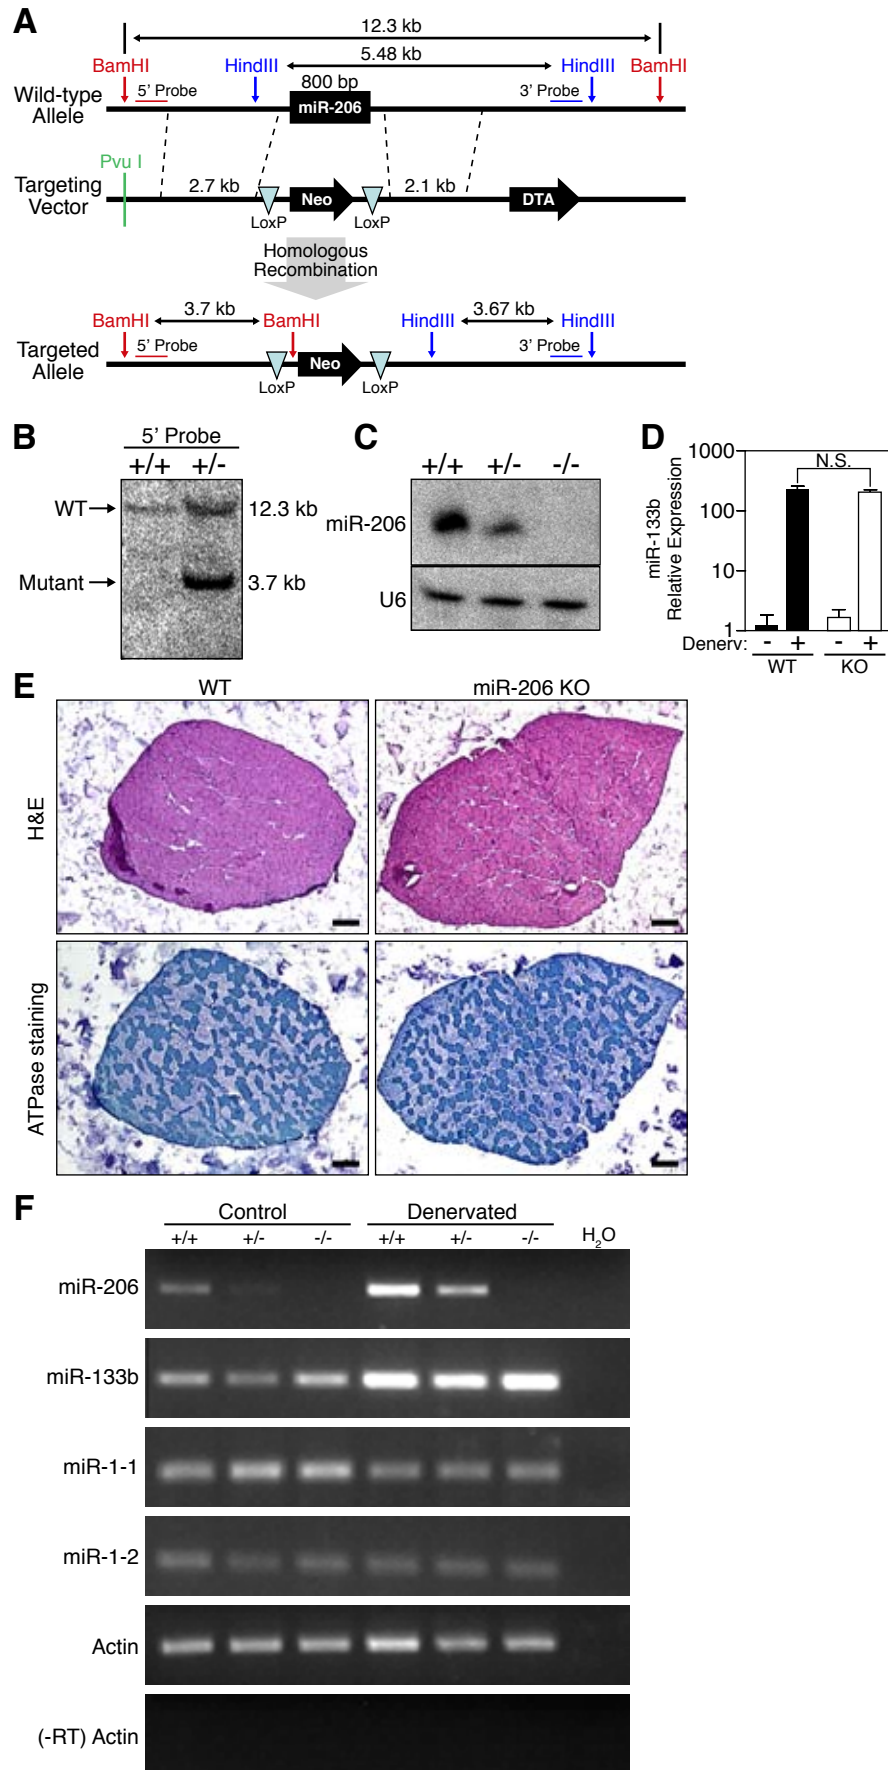 A
12.3 kb
5.48 kb
BamHI HindIII HindIII BamHI
800 bp
5’ Probe 3’ Probe
Wild-type
Allele
miR-206
Pvu I
Targeting
Vector
2.7 kb Neo 2.1 kb DTA
LoxP LoxP
Homologous
Recombination
3.7 kb 3.67 kb
BamHI BamHI HindIII HindIII
Targeted
Allele
5’ Probe Neo 3’ Probe
LoxP LoxP
B
5’ Probe
+/+ +/-
WT 12.3 kb
Mutant 3.7 kb
C
+/+ +/- -/-
miR-206
U6
D
miR-133b
Relative Expression
1000
100
10
1
N.S.
Denerv: - + - +
WT KO
E
WT miR-206 KO
H&E
ATPase staining
F
Control Denervated
+/+ +/- -/- +/+ +/- -/- H2O
miR-206
miR-133b
miR-1-1
miR-1-2
Actin
(-RT) Actin